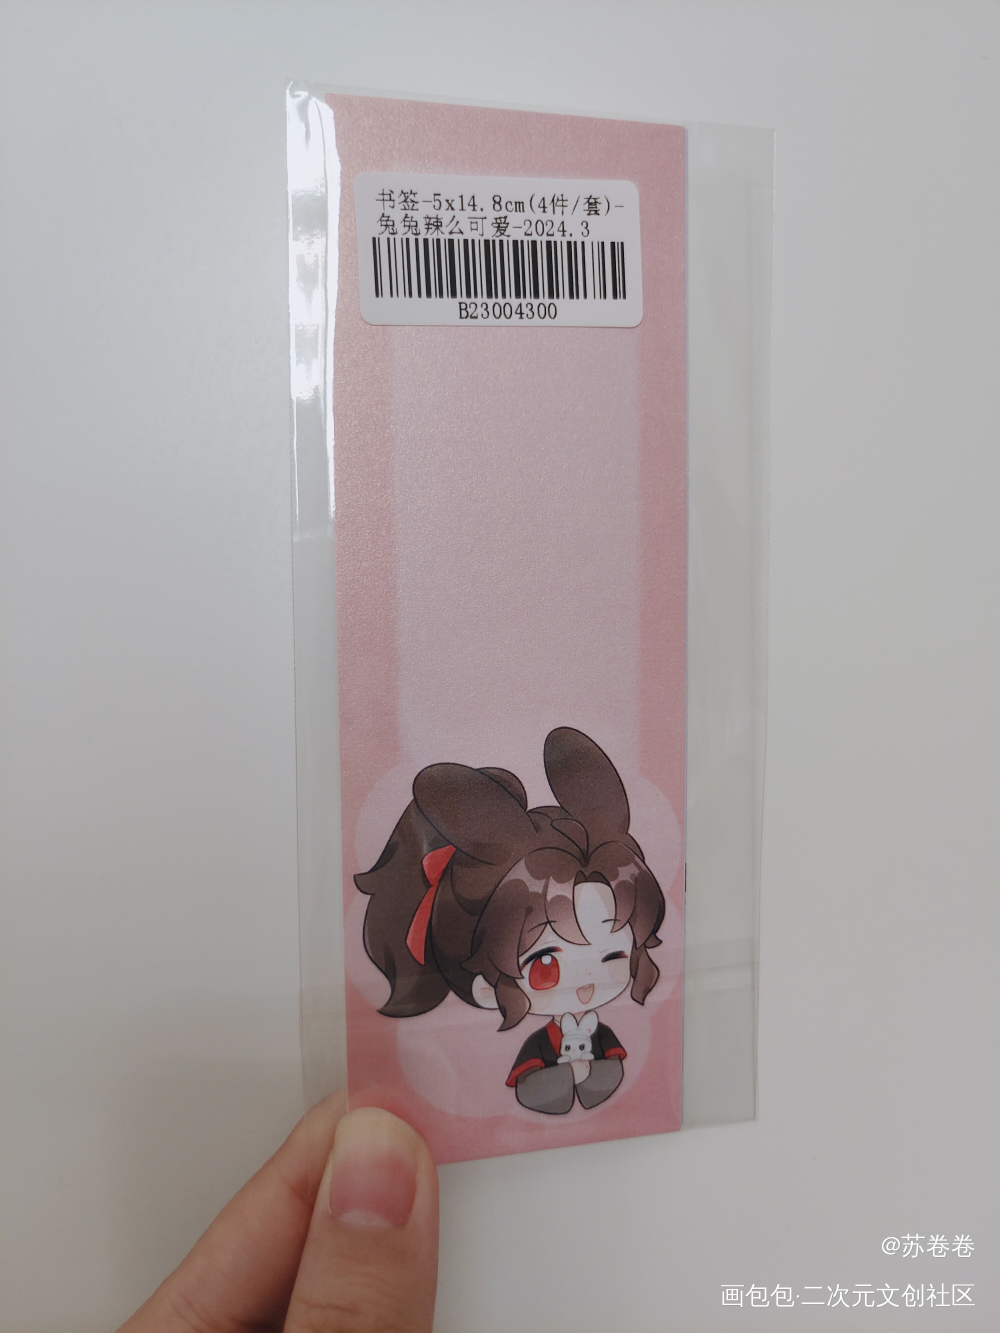 书签-5x14.8cm(4件/套)-
兔兔辣么可爱-2024.3
B23004300
@苏卷卷
画包包·二次元文创社区